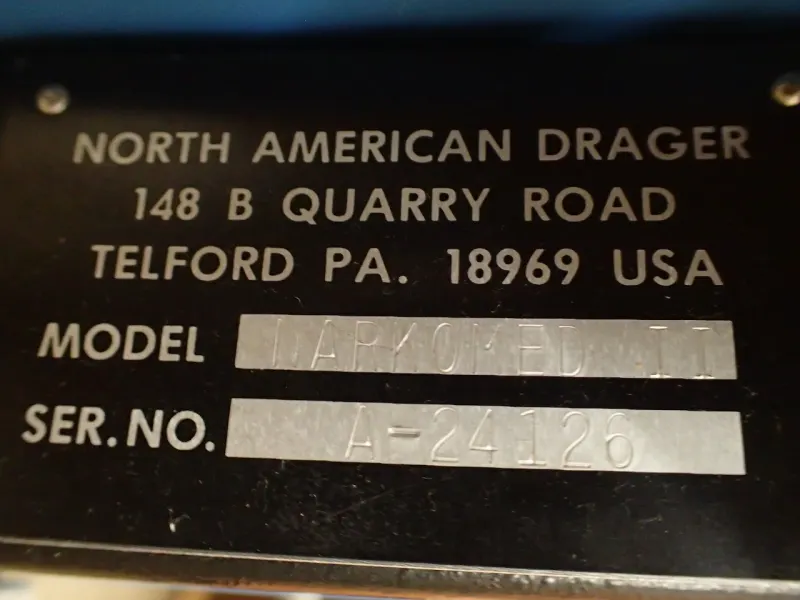 NORTH AMERICAN DRAGER
148 B QUARRY ROAD
TELFORD PA. 18969 USA
MODEL NARKOMED II
SER. NO. A-24126